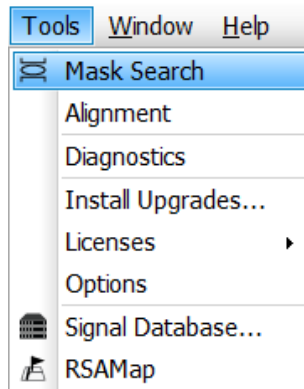 Tools Window Help
Mask Search
Alignment
Diagnostics
Install Upgrades...
Licenses
Options
Signal Database...
RSAMap